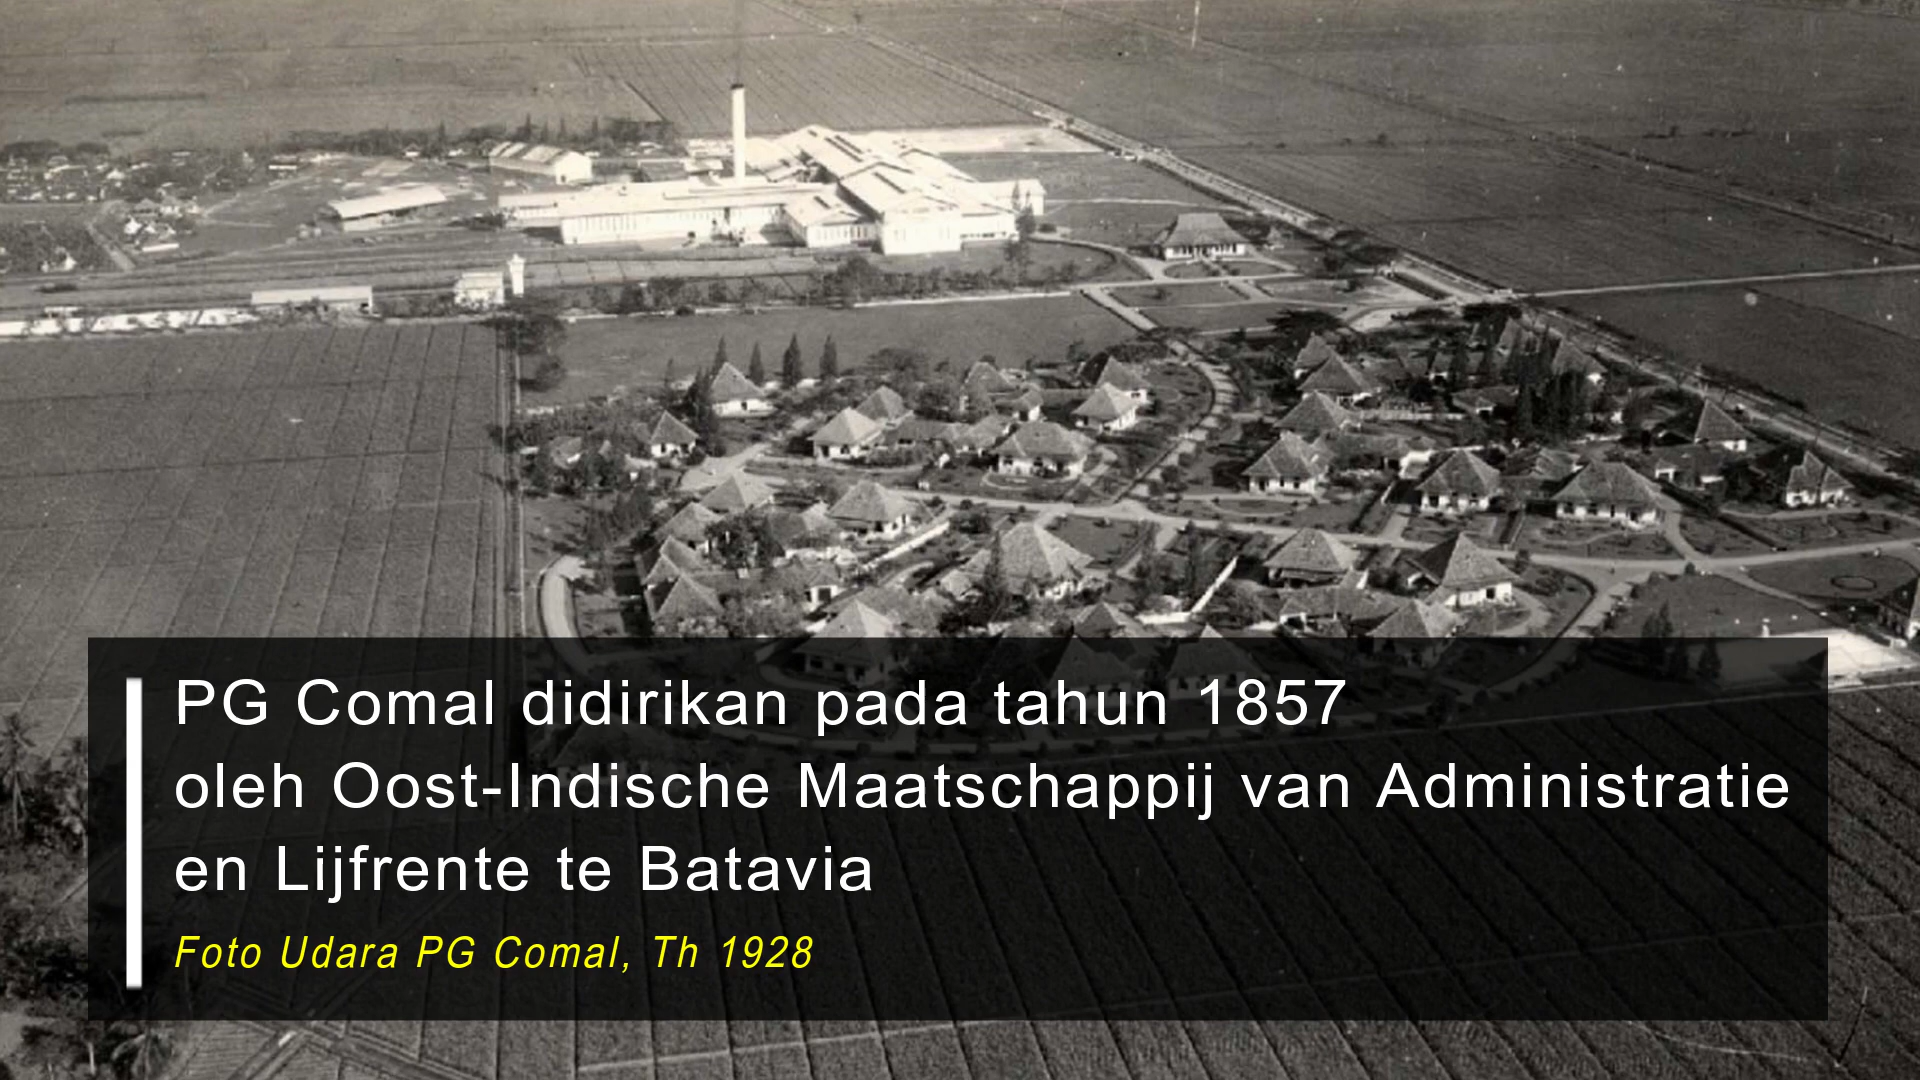 PG Comal didirikan pada tahun 1857
oleh Oost-Indische Maatschappij van Administratie
en Lijfrente te Batavia
Foto Udara PG Comal, Th 1928